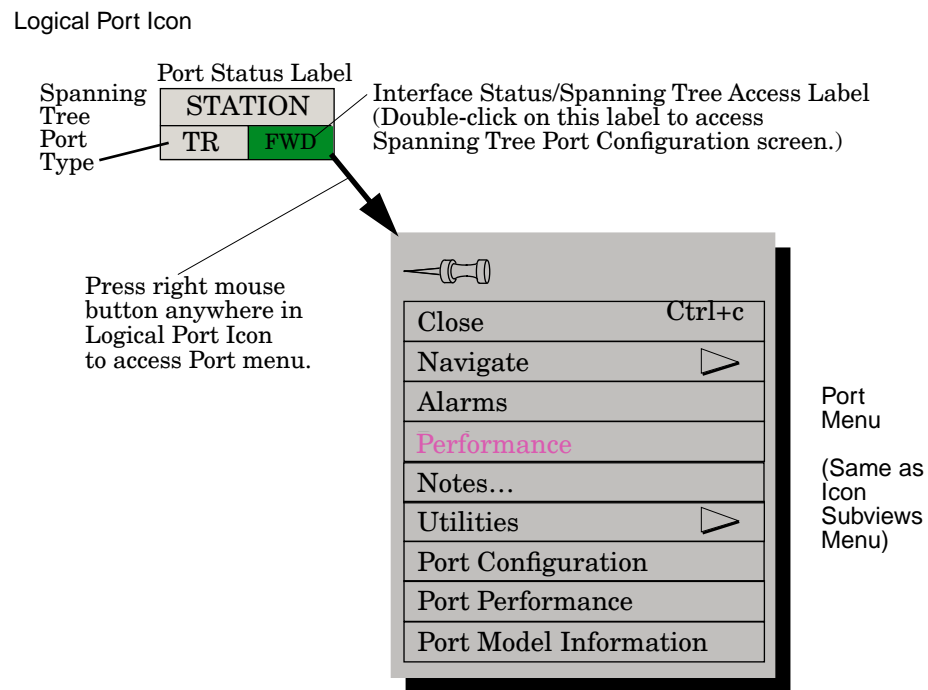 Logical Port Icon
Port Status Label
Spanning
Tree
Port
Type
STATION
TR
FWD
Interface Status/Spanning Tree Access Label
(Double-click on this label to access
Spanning Tree Port Configuration screen.)
Press right mouse
button anywhere in
Logical Port Icon
to access Port menu.
Close Ctrl+c
Navigate
Alarms
Performance
Notes…
Utilities
Port Configuration
Port Performance
Port Model Information
Port
Menu
(Same as
Icon
Subviews
Menu)